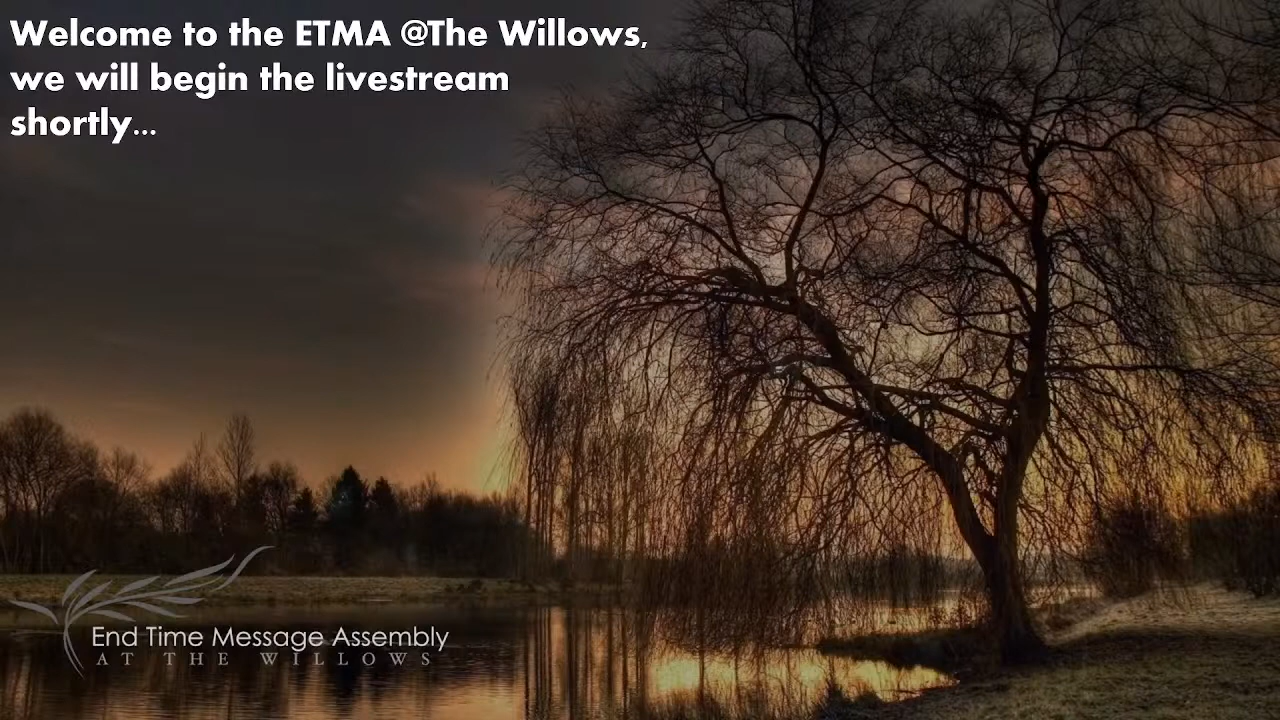 Welcome to the ETMA @The Willows,
we will begin the livestream
shortly...
End Time Message Assembly
AT THE WILLOWS